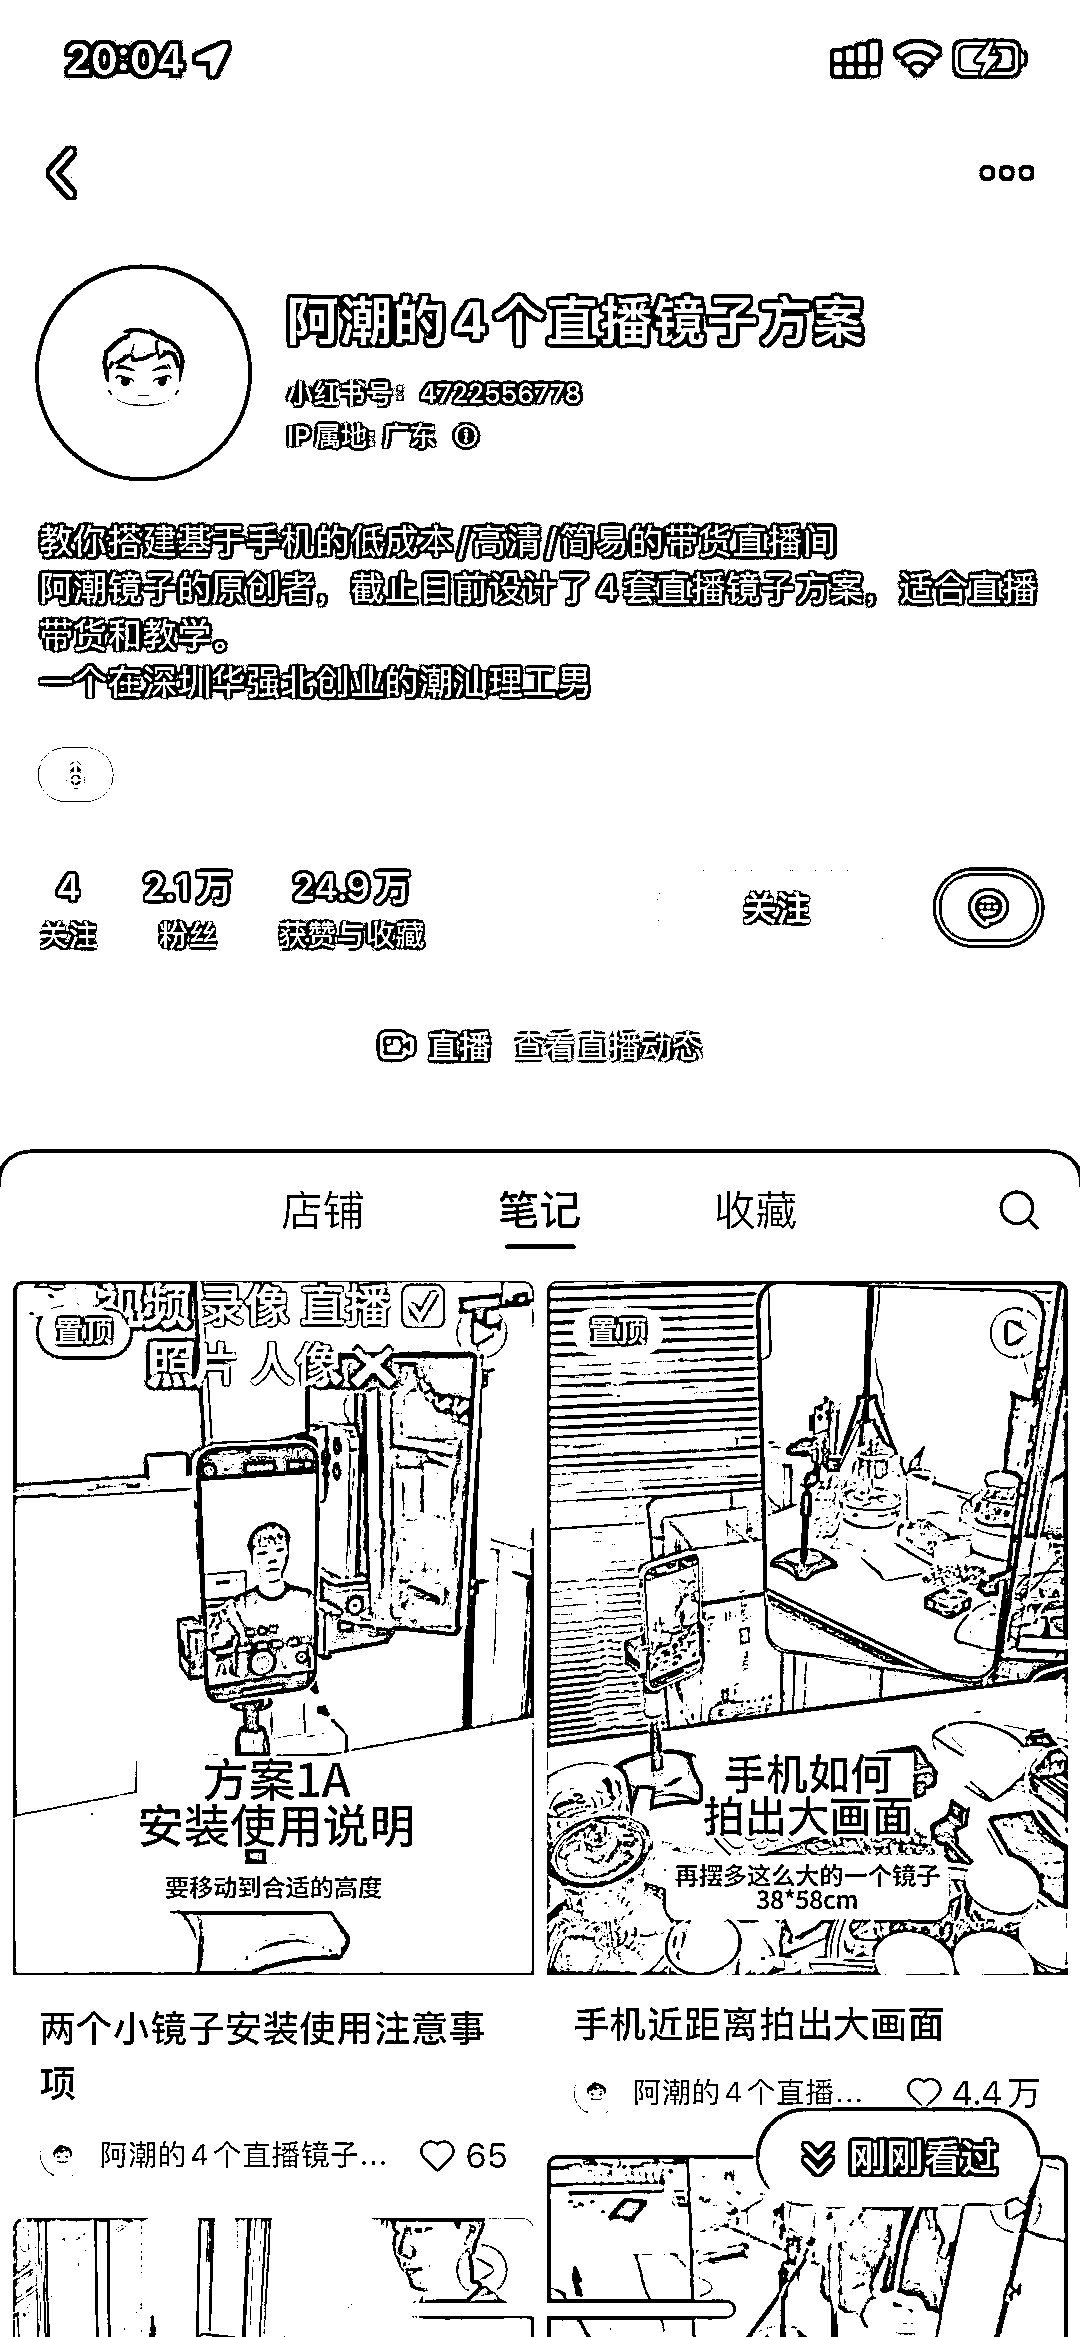 20:04
阿潮的4个直播镜子方案
小红书号: 4722556778
IP属地: 广东
教你搭建基于手机的低成本/高清/简易的带货直播间
阿潮镜子的原创者，截止目前设计了4套直播镜子方案，适合直播
带货和教学。
一个在深圳华强北创业的潮汕理工男
4 2.1万 24.9万
关注 粉丝 获赞与收藏
关注
直播 查看直播动态
店铺 笔记 收藏
视频 录像 直播
置顶
照片 人像
方案1A
安装使用说明
要移动到合适的高度
两个小镜子安装使用注意事
项
阿潮的4个直播镜子... 65
置顶
手机如何
拍出大画面
再摆多这么大的一个镜子
38*58cm
手机近距离拍出大画面
阿潮的4个直播... 4.4万
刚刚看过